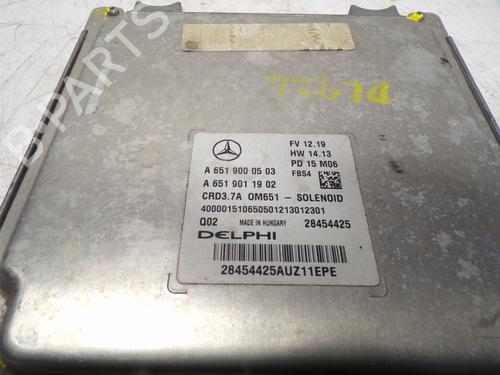 FV 12.19
HW 14.13
A 651 900 05 03
PD 15 M06
A 651 901 19 02
FBS4
CRD3.7A OM651 - SOLENOID
400001510650501213012301
Q02 MADE IN HUNGARY 28454425
DELPHI
28454425AUZ11EPE
B-PARTS